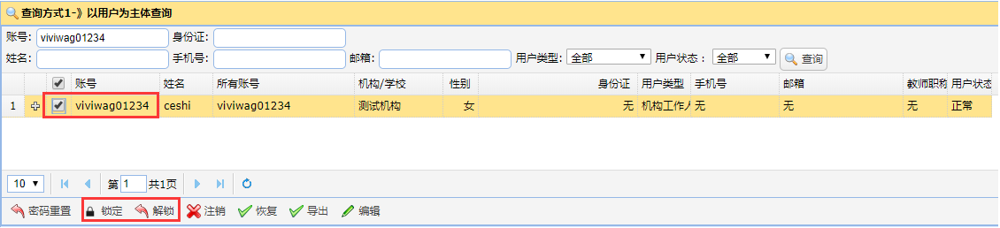 查询方式1-》以用户为主体查询
账号: viviwag01234 身份证:
姓名: 手机号: 邮箱: 用户类型: 全部 用户状态： 全部 查询
账号 姓名 所有账号 机构/学校 性别 身份证 用户类型 手机号 邮箱 教师职称 用户状态
1 viviwag01234 ceshi viviwag01234 测试机构 女 无 机构工作人 无 无 无 正常
10 第 1 共1页
密码重置 锁定 解锁 注销 恢复 导出 编辑